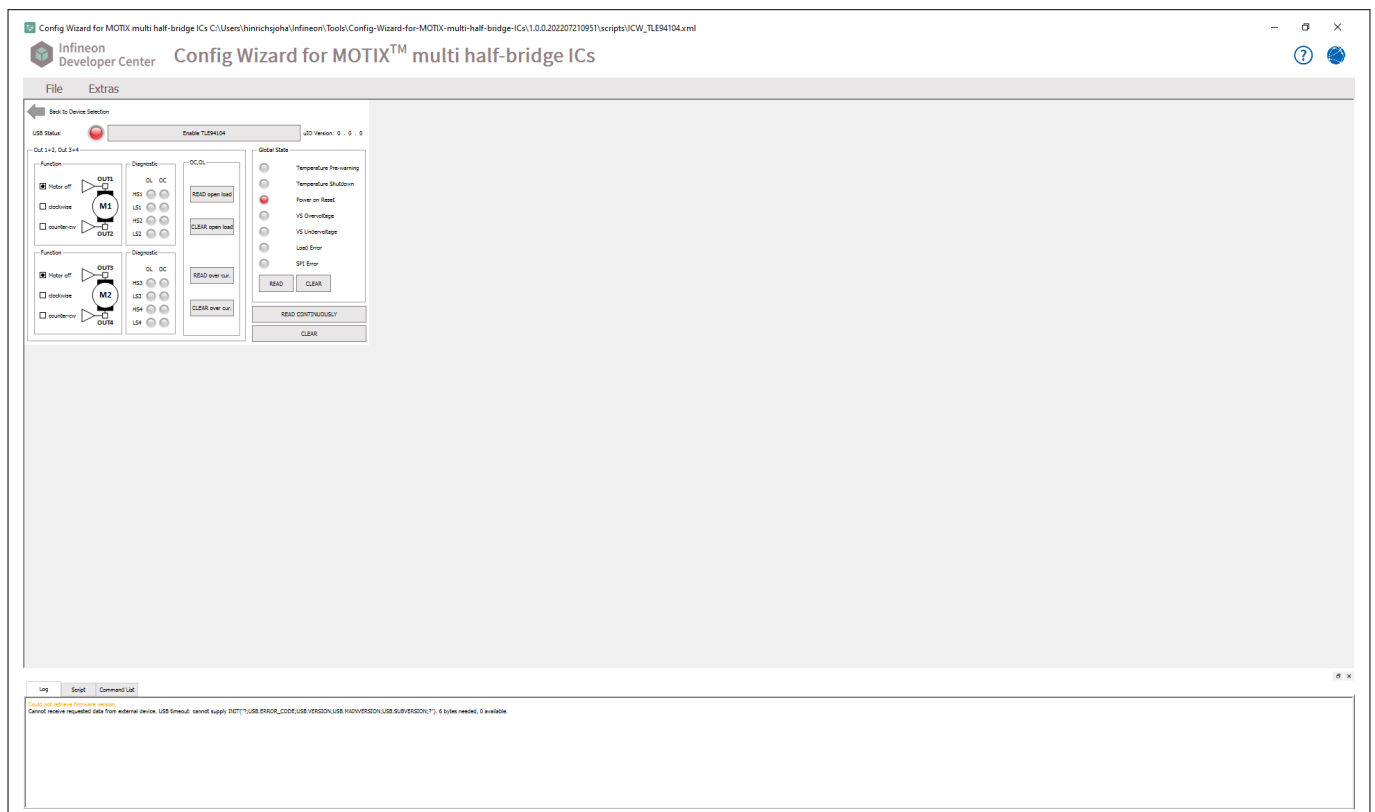 Config Wizard for MOTIX multi half-bridge ICs C:\Users\hinrichsjoha\Infineon\Tools\Config-Wizard-for-MOTIX-multi-half-bridge-ICs\1.0.0.202207210951\scripts\ICW_TLE94104.xml
Infineon
Developer Center
Config Wizard for MOTIX™ multi half-bridge ICs
?
File Extras
Back to Device Selection
USB Status: Enable TLE94104 uIO Version: 0 . 0 . 0
Out 1+2, Out 3+4
Function
Motor off
clockwise
counter-cw
OUT1
M1
OUT2
Diagnostic
OL OC
HS1
LS1
HS2
LS2
Function
Motor off
clockwise
counter-cw
OUT3
M2
OUT4
Diagnostic
OL OC
HS3
LS3
HS4
LS4
OC,OL
READ open load
CLEAR open load
READ over cur.
CLEAR over cur.
Global State
Temperature Pre-warning
Temperature Shutdown
Power on Reset
VS Overvoltage
VS Undervoltage
Load Error
SPI Error
READ CLEAR
READ CONTINUOUSLY
CLEAR
Log Script Command List
Could not retrieve firmware version.
Cannot receive requested data from external device. USB timeout: cannot supply INIT("?;USB.ERROR_CODE;USB.VERSION;USB.MAINVERSION;USB.SUBVERSION;?"). 6 bytes needed, 0 available.